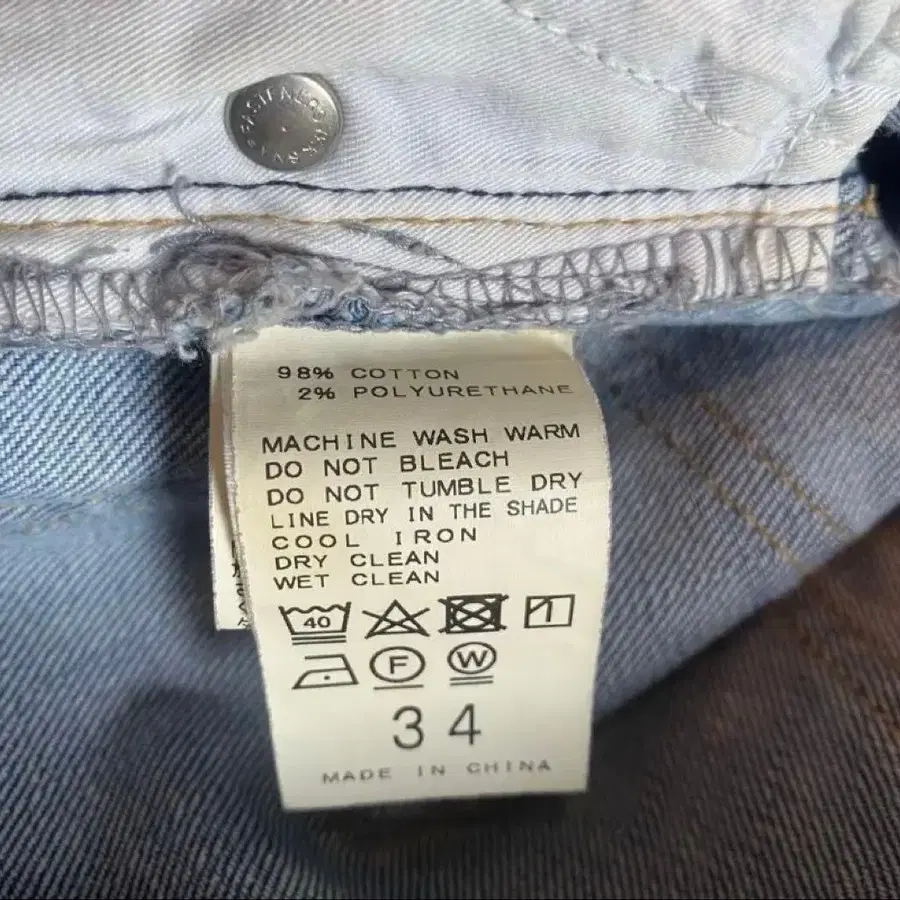 98% COTTON
2% POLYURETHANE
MACHINE WASH WARM
DO NOT BLEACH
DO NOT TUMBLE DRY
LINE DRY IN THE SHADE
COOL IRON
DRY CLEAN
WET CLEAN
40
F W
34
MADE IN CHINA